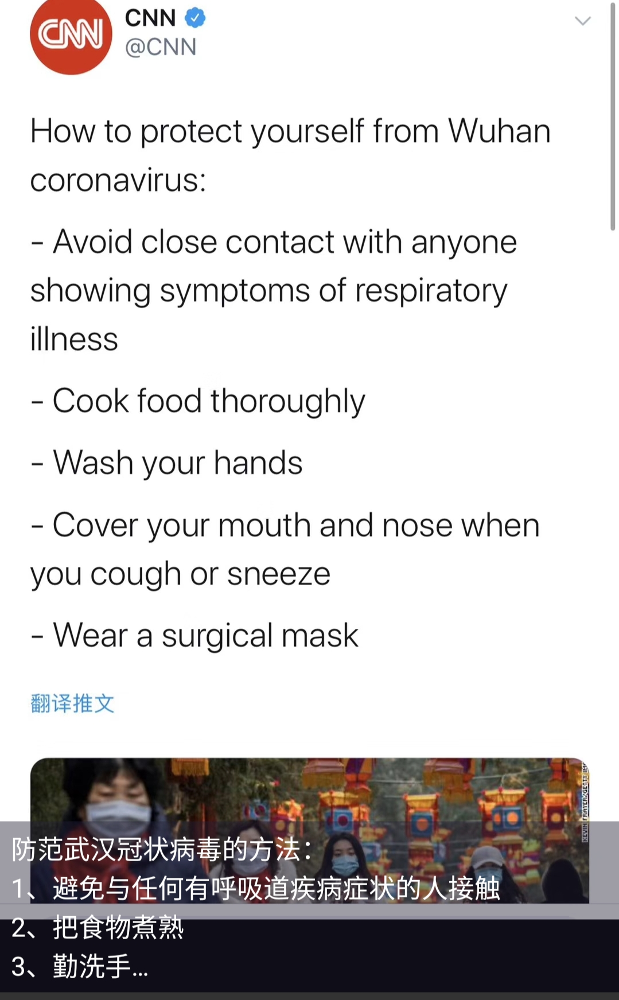 CNN
CNN
@CNN
How to protect yourself from Wuhan
coronavirus:
- Avoid close contact with anyone
showing symptoms of respiratory
illness
- Cook food thoroughly
- Wash your hands
- Cover your mouth and nose when
you cough or sneeze
- Wear a surgical mask
翻译推文
KEVIN FRAYER/GETTY
防范武汉冠状病毒的方法：
1、避免与任何有呼吸道疾病症状的人接触
2、把食物煮熟
3、勤洗手...